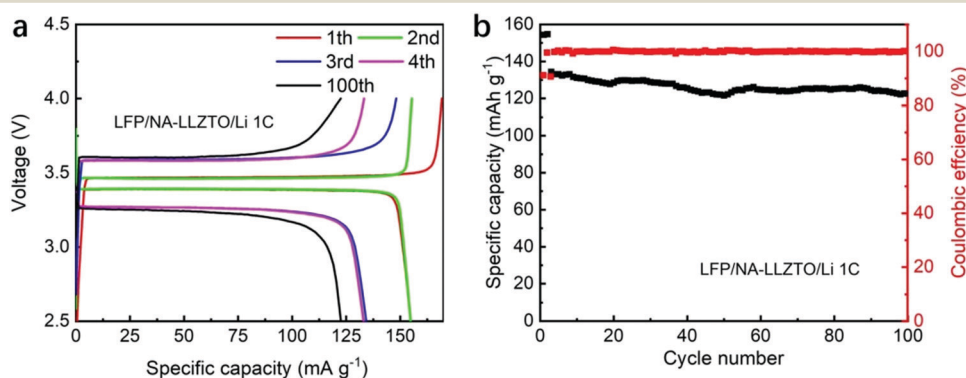 a
4.5
4.0
3.5
3.0
2.5
Voltage (V)
1th 2nd
3rd 4th
100th
LFP/NA-LLZTO/Li 1C
0 25 50 75 100 125 150
Specific capacity (mA g⁻¹)
b
160
140
120
100
80
60
40
20
0
Specific capacity (mAh g⁻¹)
LFP/NA-LLZTO/Li 1C
0 20 40 60 80 100
Cycle number
100
80
60
40
20
0
Coulombic effciency (%)